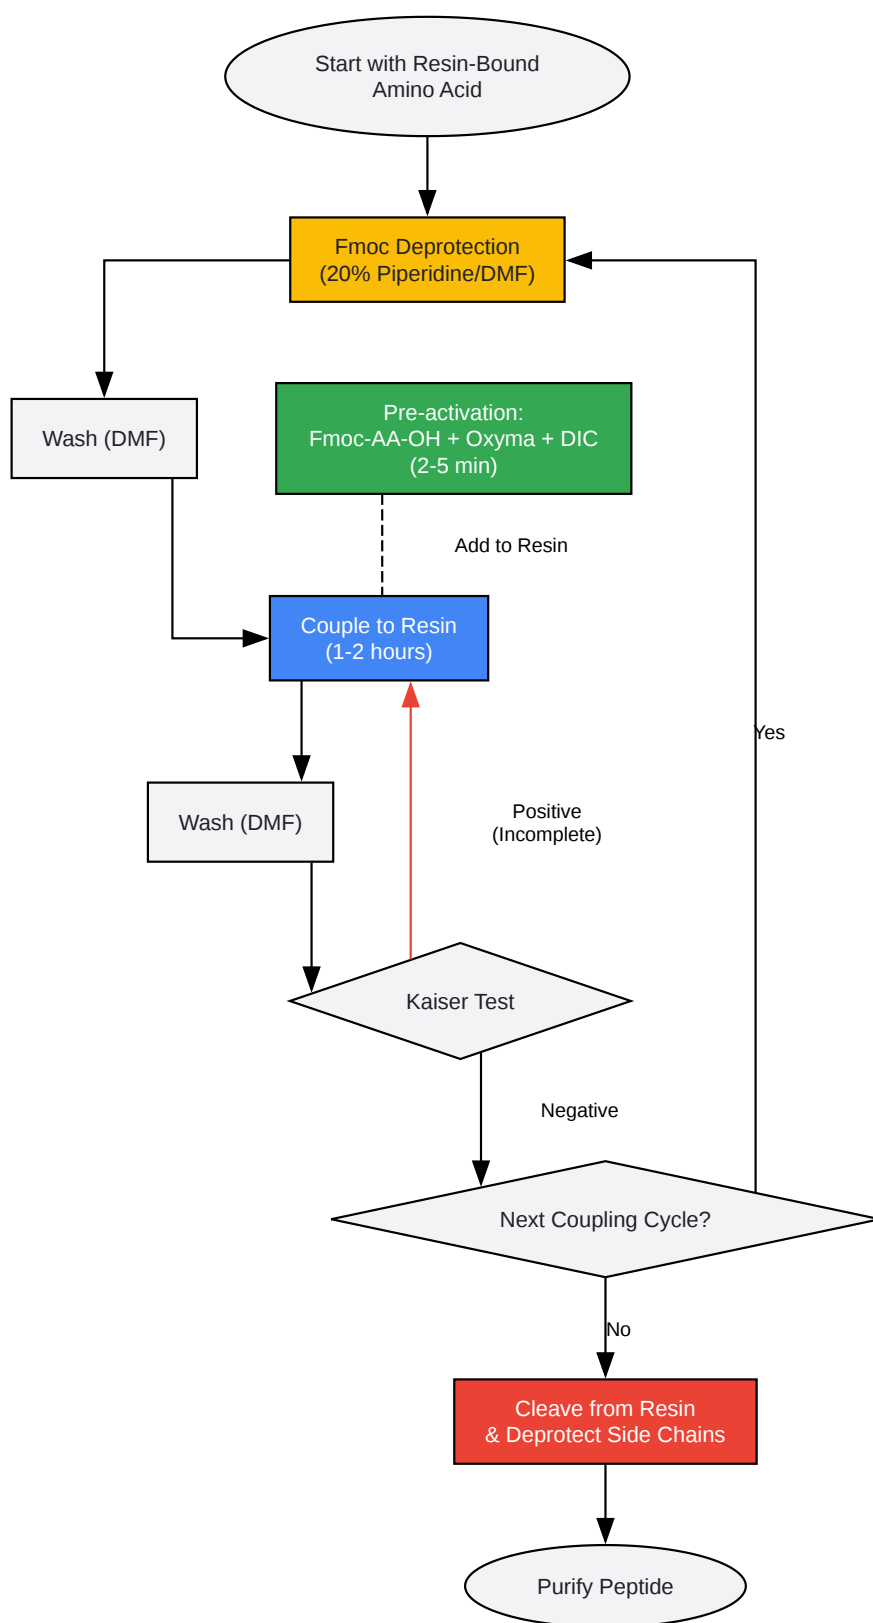 Start with Resin-Bound
Amino Acid
Fmoc Deprotection
(20% Piperidine/DMF)
Wash (DMF)
Pre-activation:
Fmoc-AA-OH + Oxyma + DIC
(2-5 min)
Add to Resin
Couple to Resin
(1-2 hours)
Yes
Wash (DMF)
Positive
(Incomplete)
Kaiser Test
Negative
Next Coupling Cycle?
No
Cleave from Resin
& Deprotect Side Chains
Purify Peptide